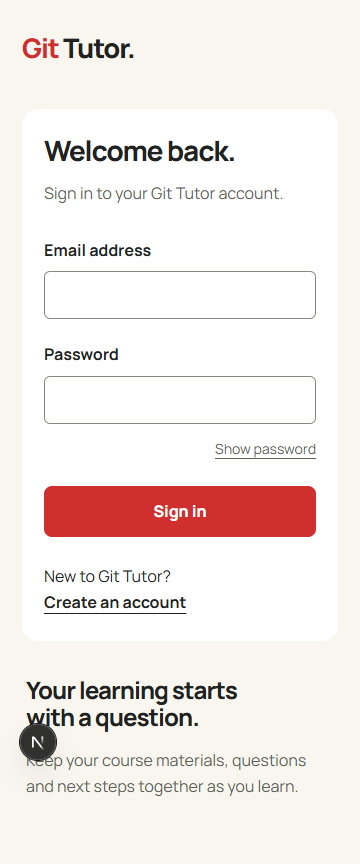 Git Tutor.
Welcome back.
Sign in to your Git Tutor account.
Email address
Password
Show password
Sign in
New to Git Tutor?
Create an account
Your learning starts
with a question.
N
Keep your course materials, questions
and next steps together as you learn.